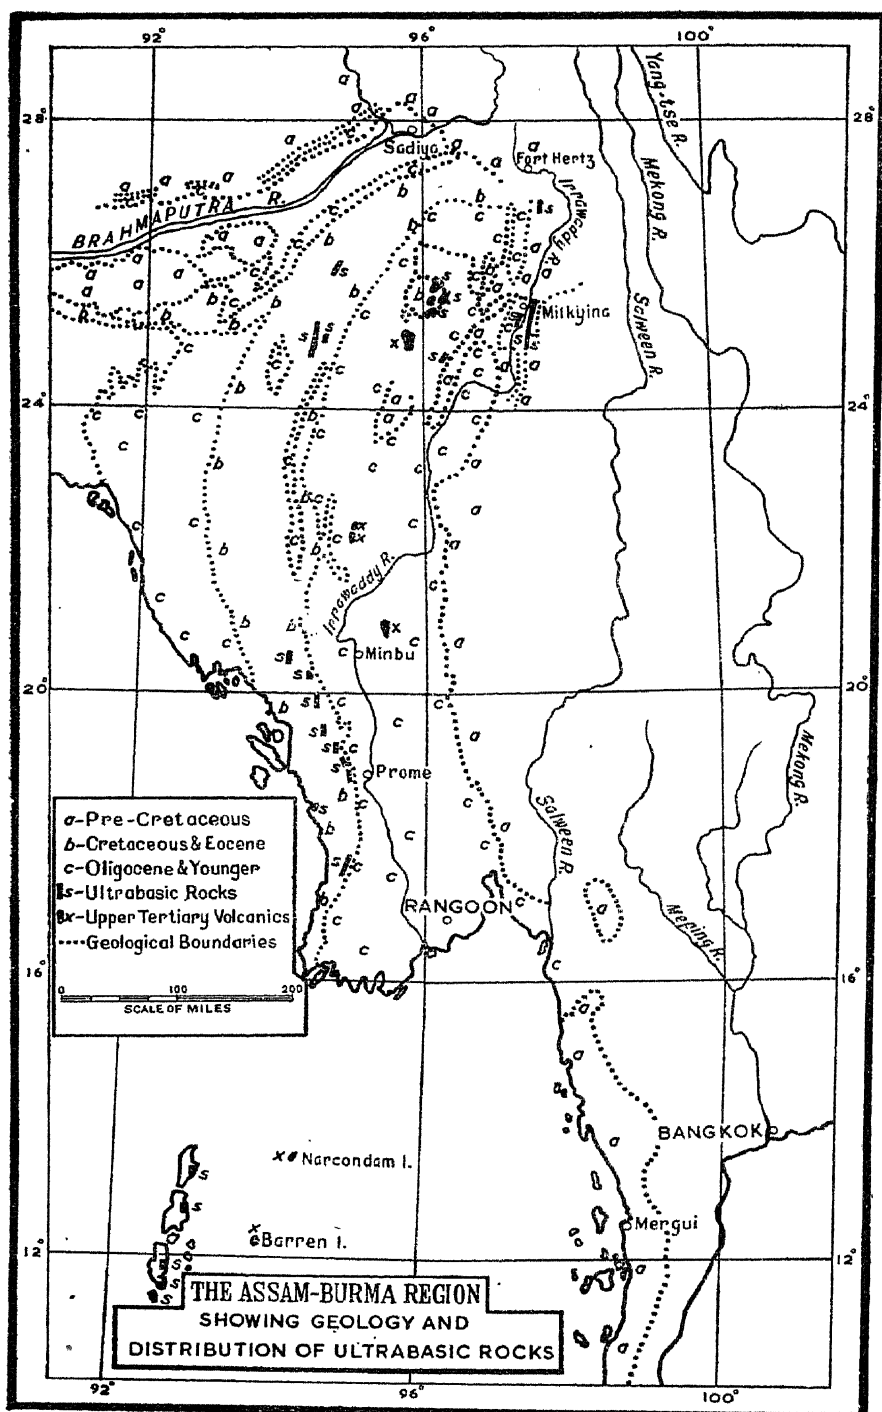 92°
96°
100°
28°
28°
Yang-tse R.
Sadiya
Fort Hertz
Irrawaddy R.
Mekong R.
BRAHMAPUTRA R.
Milkyina
Salween R.
24°
24°
Irrawaddy R.
Minbu
20°
20°
Prome
Mekong R.
Salween R.
a-Pre-Cretaceous
b-Cretaceous & Eocene
c-Oligocene & Younger
s-Ultrabasic Rocks
x-Upper Tertiary Volcanics
Geological Boundaries
RANGOON
Meping R.
16°
16°
0 100 200
SCALE OF MILES
BANGKOK
x Narcondam I.
Mergui
x
Barren I.
12°
12°
THE ASSAM-BURMA REGION
SHOWING GEOLOGY AND
DISTRIBUTION OF ULTRABASIC ROCKS
92°
96°
100°